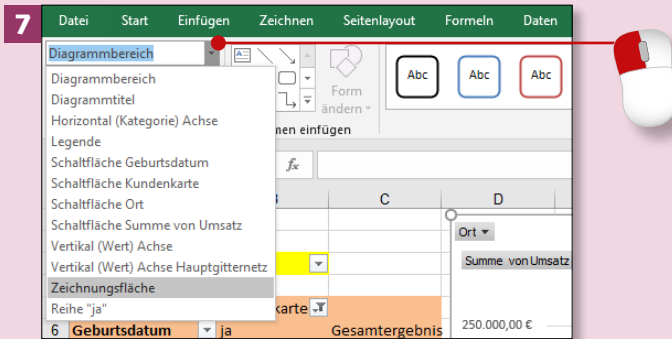 7
Datei Start Einfügen Zeichnen Seitenlayout Formeln Daten
Diagrammbereich
Diagrammbereich
Diagrammtitel
Horizontal (Kategorie) Achse
Legende
Schaltfläche Geburtsdatum
Schaltfläche Kundenkarte
Schaltfläche Ort
Schaltfläche Summe von Umsatz
Vertikal (Wert) Achse
Vertikal (Wert) Achse Hauptgitternetz
Zeichnungsfläche
Reihe "ja"
Form
ändern
Abc Abc Abc
einfügen
fx
C D
Ort
Summe von Umsatz
karte
6 Geburtsdatum ja Gesamtergebnis
250.000,00 €